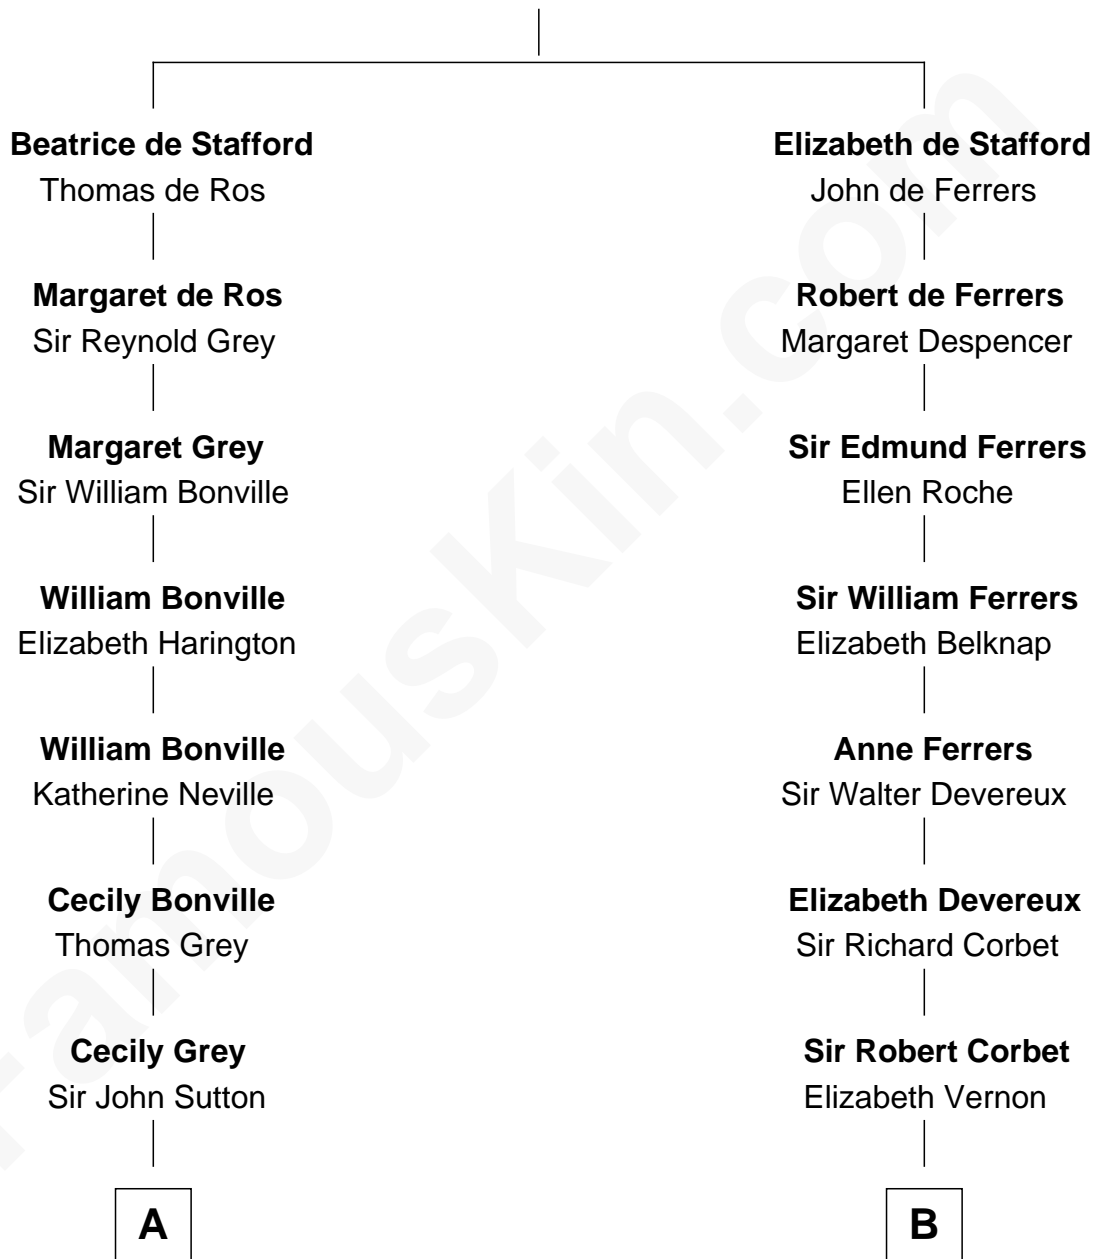 Beatrice de Stafford
Thomas de Ros
Margaret de Ros
Sir Reynold Grey
Margaret Grey
Sir William Bonville
William Bonville
Elizabeth Harington
William Bonville
Katherine Neville
Cecily Bonville
Thomas Grey
Cecily Grey
Sir John Sutton
A
Elizabeth de Stafford
John de Ferrers
Robert de Ferrers
Margaret Despencer
Sir Edmund Ferrers
Ellen Roche
Sir William Ferrers
Elizabeth Belknap
Anne Ferrers
Sir Walter Devereux
Elizabeth Devereux
Sir Richard Corbet
Sir Robert Corbet
Elizabeth Vernon
B
FamousKin.com